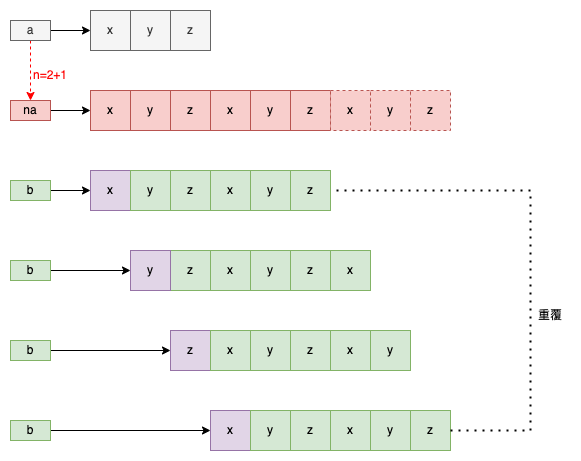 a x y z
n=2+1
na x y z x y z x y z
b x y z x y z
b y z x y z x
重覆
b z x y z x y
b x y z x y z